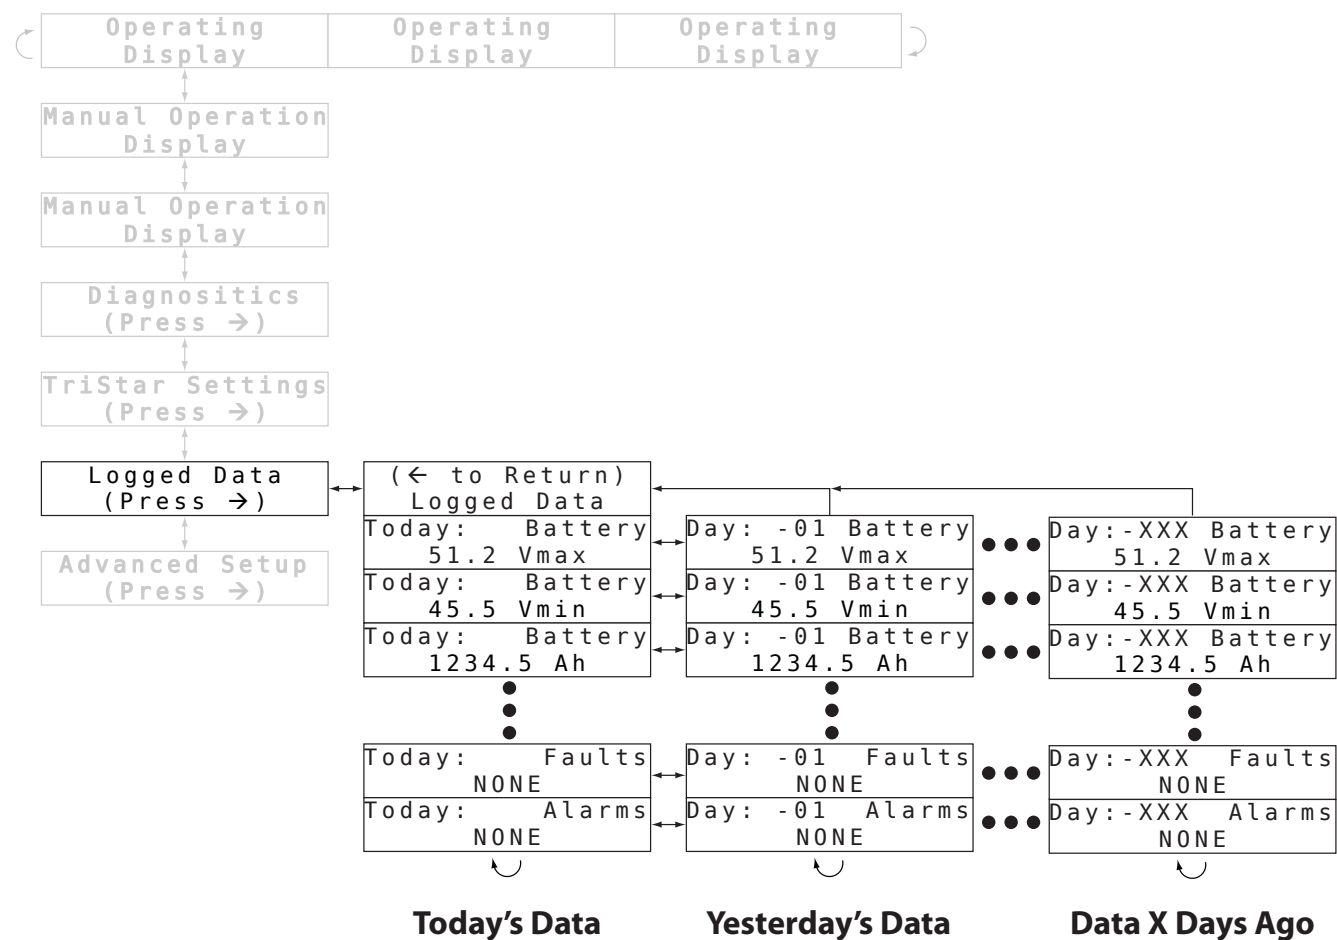 Operating
Display
Operating
Display
Operating
Display
Manual Operation
Display
Manual Operation
Display
Diagnositics
(Press →)
TriStar Settings
(Press →)
Logged Data
(Press →)
Advanced Setup
(Press →)
(← to Return)
Logged Data
Today: Battery
51.2 Vmax
Today: Battery
45.5 Vmin
Today: Battery
1234.5 Ah
Today: Faults
NONE
Today: Alarms
NONE
Today's Data
Day: -01 Battery
51.2 Vmax
Day: -01 Battery
45.5 Vmin
Day: -01 Battery
1234.5 Ah
Day: -01 Faults
NONE
Day: -01 Alarms
NONE
Yesterday's Data
Day:-XXX Battery
51.2 Vmax
Day:-XXX Battery
45.5 Vmin
Day:-XXX Battery
1234.5 Ah
Day:-XXX Faults
NONE
Day:-XXX Alarms
NONE
Data X Days Ago